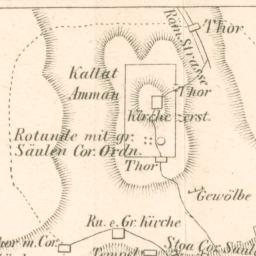 Röm. Strasse
Thor
Kallat
Ammân
Thor
Kirche zerst.
Rotunde mit gr.
Säulen Cor. Ordn.
Thor
Gewölbe
Ru. e. Gr. kirche
hor m. Cor.
Tempel
Stoa Cor. Säul